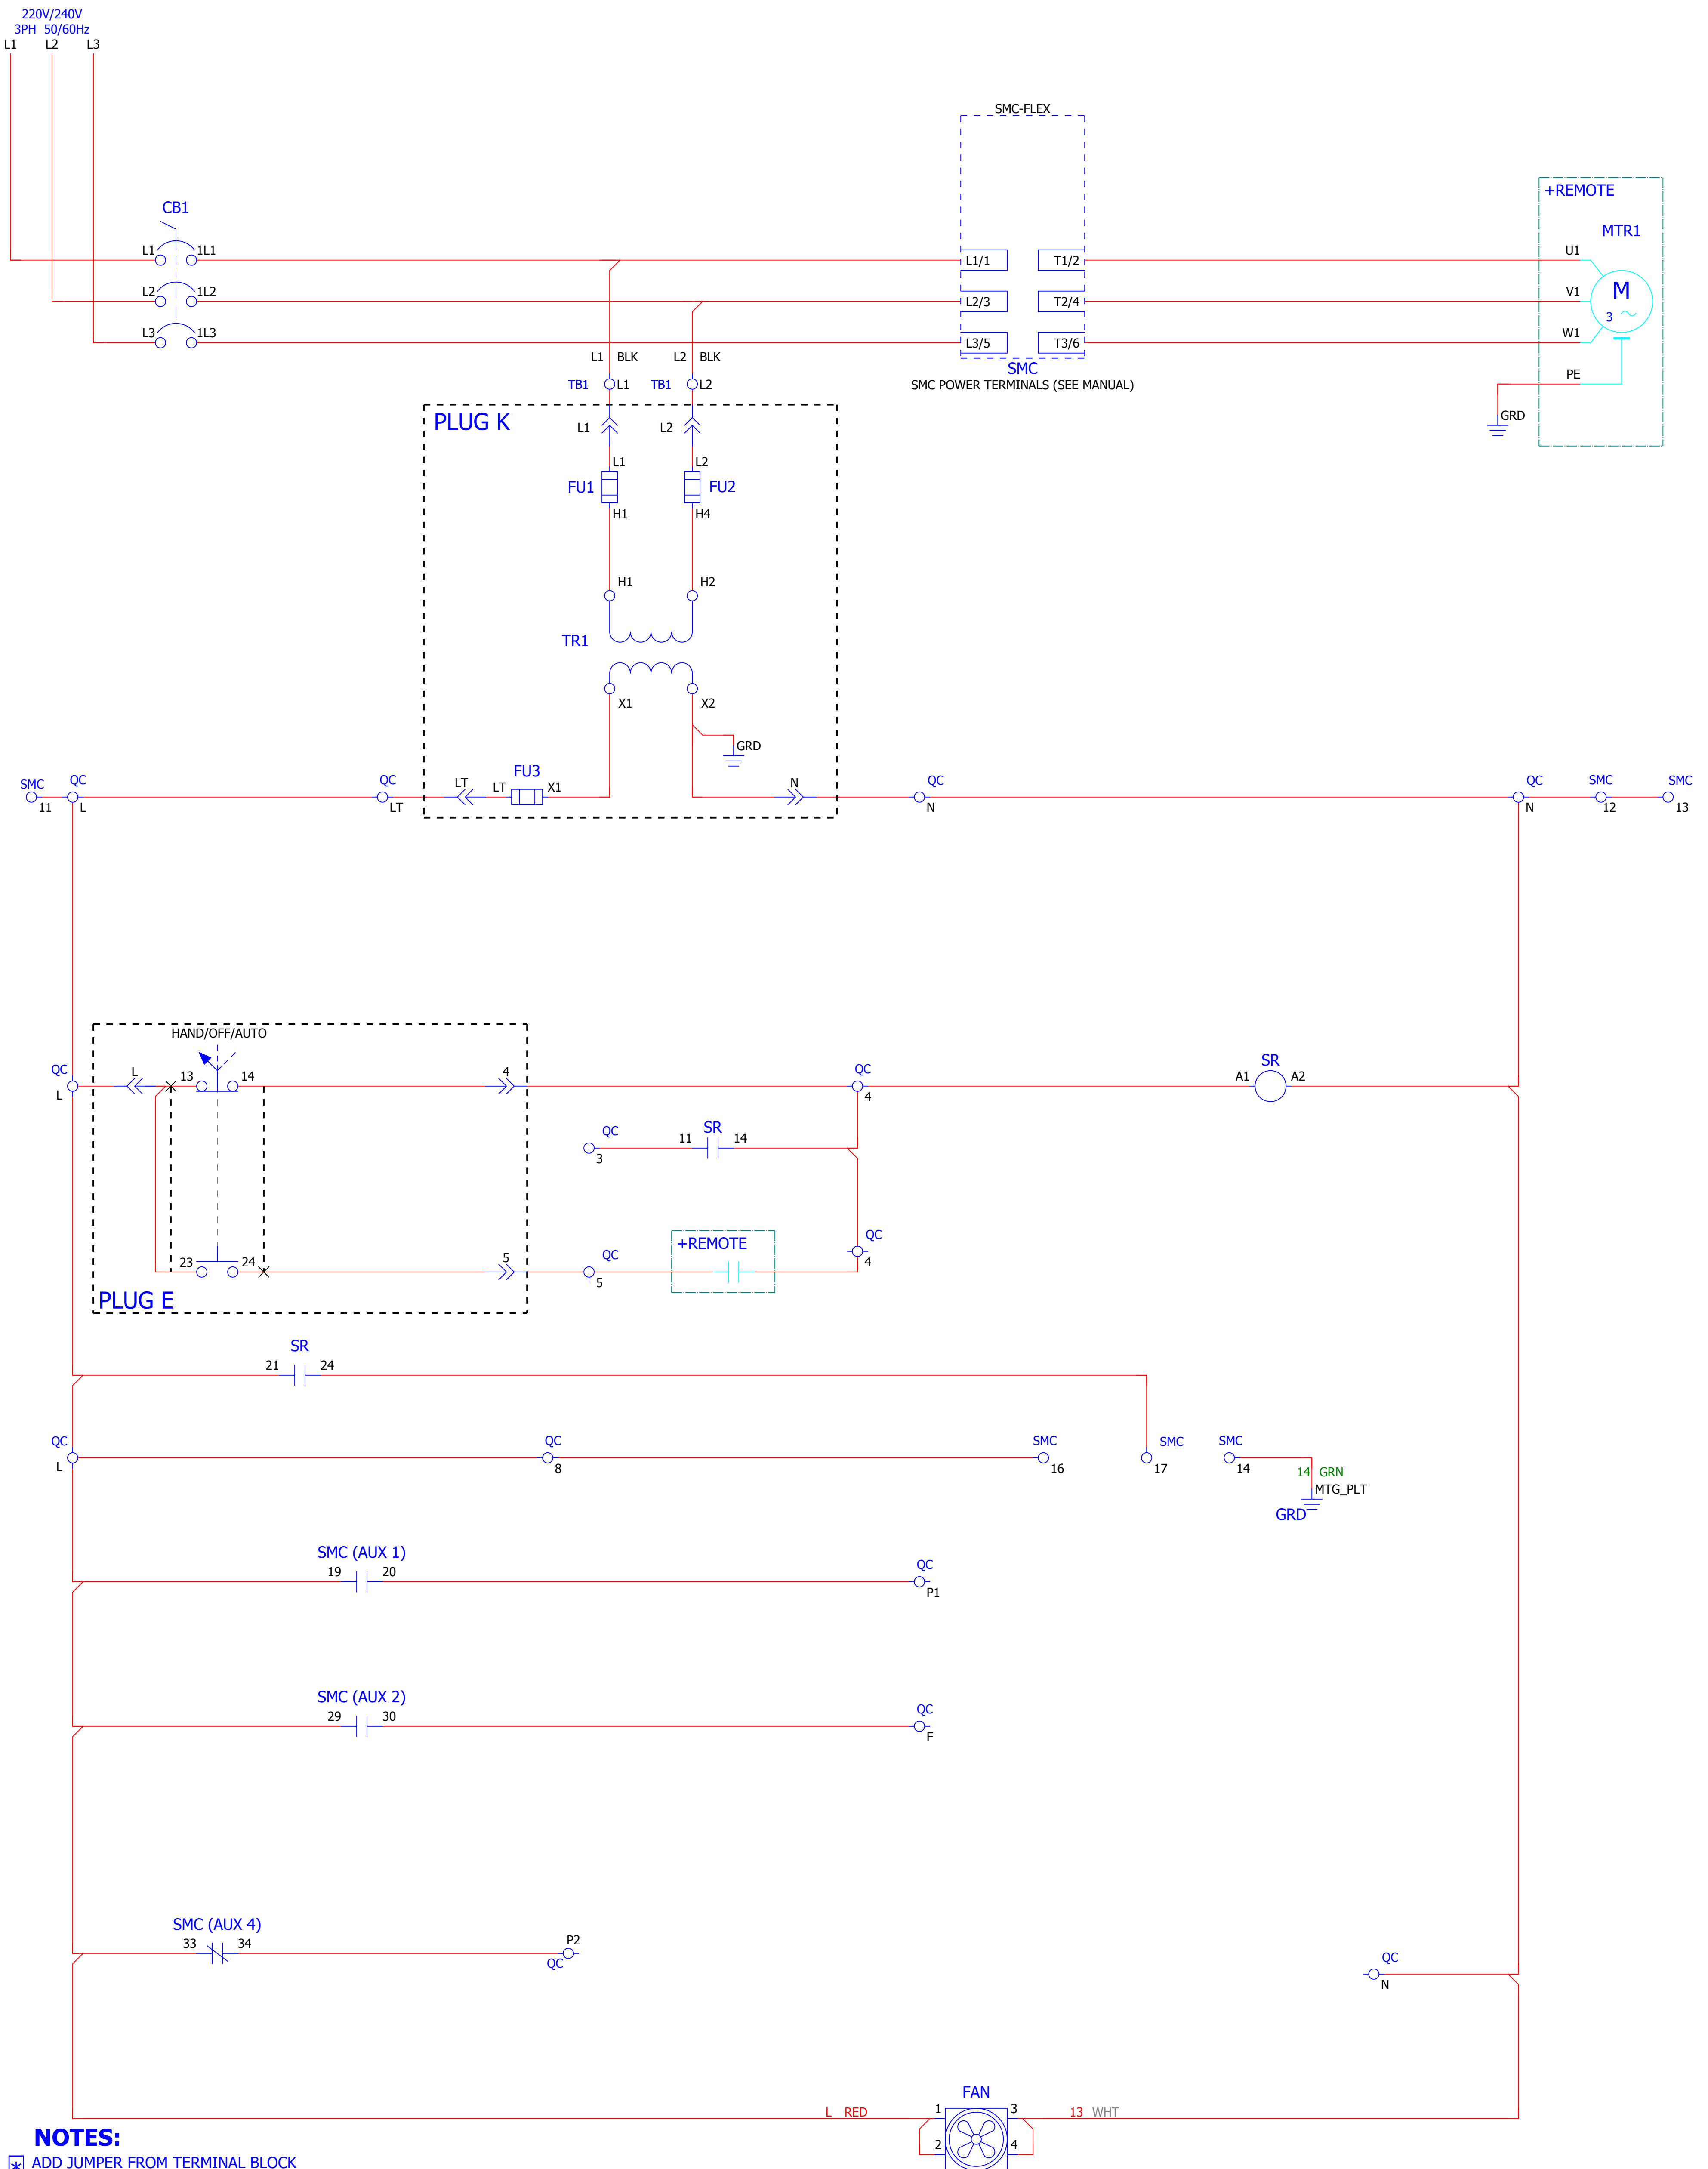 220V/240V
3PH 50/60Hz
L1 L2 L3
SMC-FLEX
+REMOTE
CB1
MTR1
L1 1L1 L1/1 T1/2 U1
L2 1L2 L2/3 T2/4 V1 M
3
L3 1L3 L3/5 T3/6 W1
L1 BLK L2 BLK
SMC
TB1 L1 TB1 L2
SMC POWER TERMINALS (SEE MANUAL)
PE
GRD
PLUG K
L1 L2
L1 L2
FU1 FU2
H1 H4
H1 H2
TR1
X1 X2
GRD
SMC QC QC LT LT FU3 X1 N QC QC SMC SMC
11 L LT N N 12 13
HAND/OFF/AUTO
QC L 13 14 4 QC SR
L 4 A1 A2
QC 11 SR 14
3
+REMOTE
QC
4
23 24 5 QC
5
PLUG E
SR
21 24
QC QC SMC SMC SMC
L 8 16 17 14
14 GRN
MTG_PLT
GRD
SMC (AUX 1)
19 20 QC
P1
SMC (AUX 2)
29 30 QC
F
SMC (AUX 4)
33 34 P2
QC
QC
N
FAN
L RED 1 3 13 WHT
2 4
NOTES:
* ADD JUMPER FROM TERMINAL BLOCK